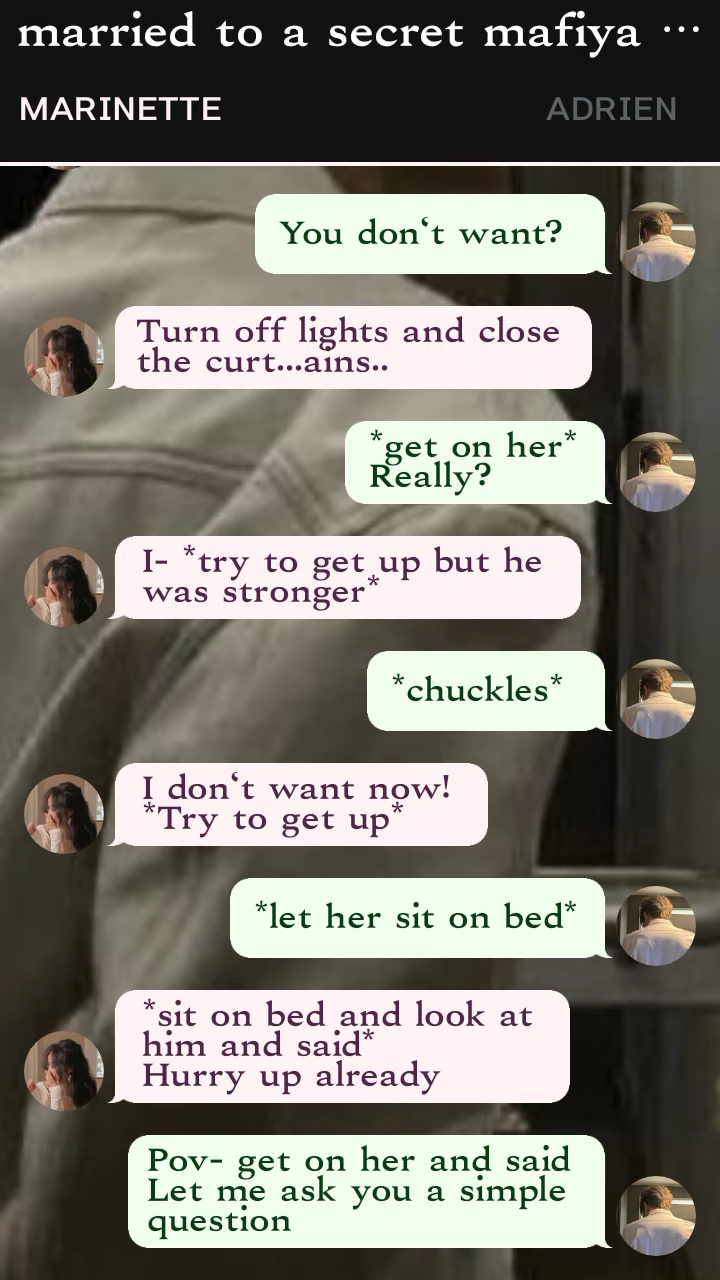 married to a secret mafiya ...
MARINETTE
ADRIEN
You don‘t want?
Turn off lights and close
the curt...ains..
*get on her*
Really?
I- *try to get up but he
was stronger*
*chuckles*
I don‘t want now!
*Try to get up*
*let her sit on bed*
*sit on bed and look at
him and said*
Hurry up already
Pov- get on her and said
Let me ask you a simple
question